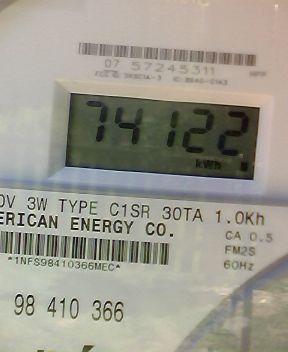 07 57245311
74122
kWh
0V 3W TYPE C1SR 30TA 1.0Kh
ERICAN ENERGY CO.
CA 0.5
FM2S
60Hz
*1NFS98410366MEC*
98 410 366